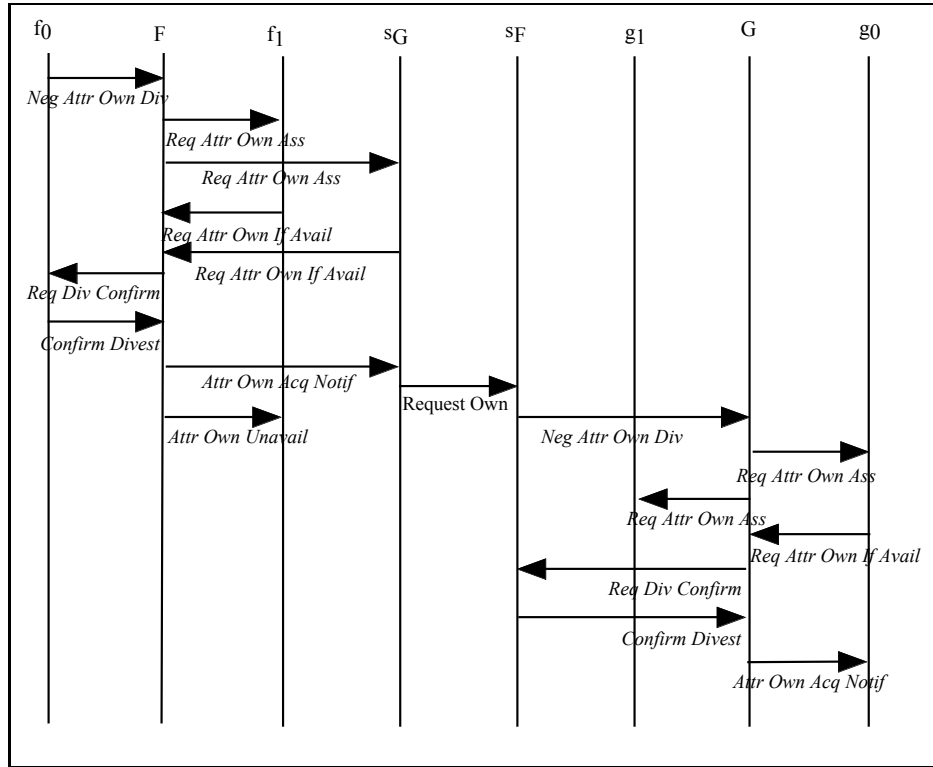 f0 F f1 sG sF g1 G g0
Neg Attr Own Div
Req Attr Own Ass
Req Attr Own Ass
Req Attr Own If Avail
Req Attr Own If Avail
Req Div Confirm
Confirm Divest
Attr Own Acq Notif
Request Own
Attr Own Unavail
Neg Attr Own Div
Req Attr Own Ass
Req Attr Own Ass
Req Attr Own If Avail
Req Div Confirm
Confirm Divest
Attr Own Acq Notif